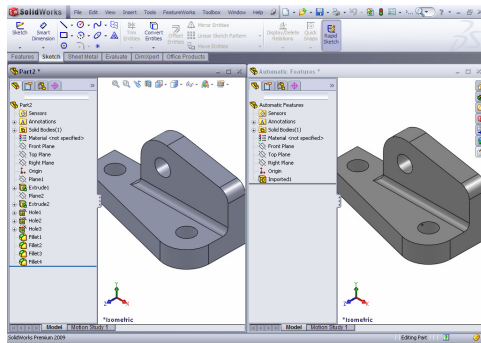 SolidWorks File Edit View Insert Tools FeatureWorks Toolbox Window Help
Sketch Smart Dimension Trim Entities Convert Entities Offset Entities Mirror Entities Linear Sketch Pattern Move Entities Display/Delete Relations Quick Snaps Rapid Sketch
Features Sketch Sheet Metal Evaluate DimXpert Office Products
Part2 *
Part2
Sensors
Annotations
Solid Bodies(1)
Material <not specified>
Front Plane
Top Plane
Right Plane
Origin
Plane1
Extrude1
Plane2
Extrude2
Hole1
Hole2
Hole3
Fillet1
Fillet2
Fillet3
Fillet4
Y
X
Z
*Isometric
Model Motion Study 1
Automatic Features *
Automatic Features
Sensors
Annotations
Solid Bodies(1)
Material <not specified>
Front Plane
Top Plane
Right Plane
Origin
Imported1
Y
X
Z
*Isometric
Model Motion Study 1
SolidWorks Premium 2009 Editing Part